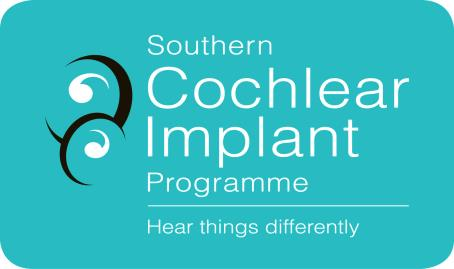 Southern
Cochlear
Implant
Programme
Hear things differently